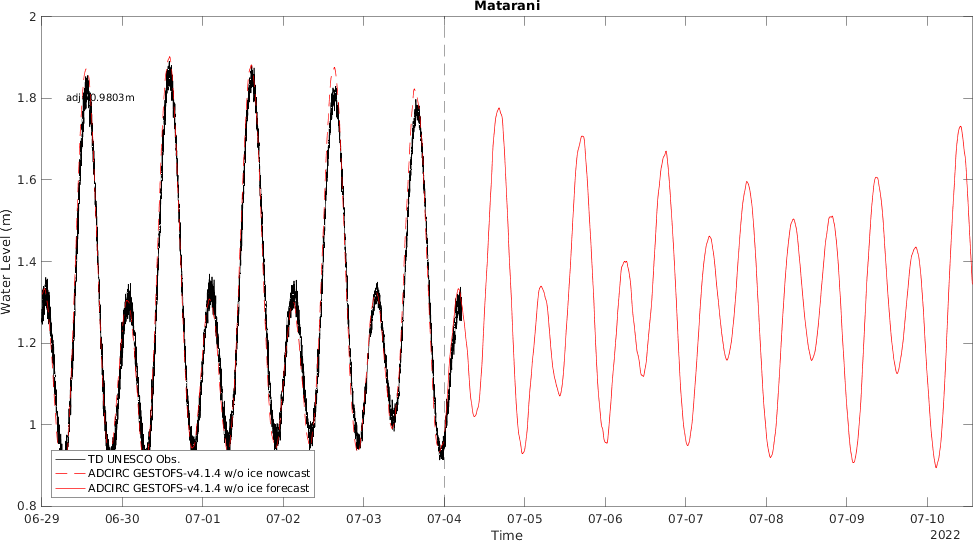 Matarani
2
1.8
1.6
1.4
1.2
1
0.8
Water Level (m)
0.9803m
TD UNESCO Obs.
ADCIRC GESTOFS-v4.1.4 w/o ice nowcast
ADCIRC GESTOFS-v4.1.4 w/o ice forecast
06-29 06-30 07-01 07-02 07-03 07-04 07-05 07-06 07-07 07-08 07-09 07-10
Time
2022